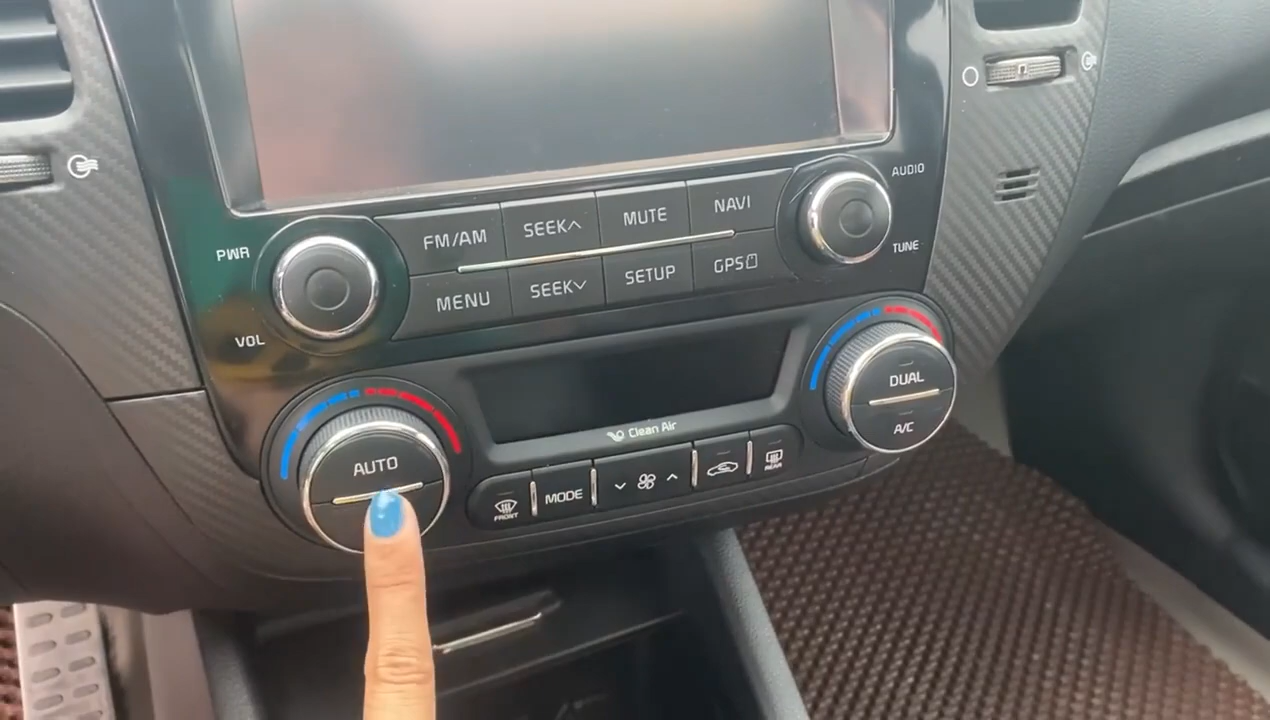 AUDIO
PWR
FM/AM
SEEK
MUTE
NAVI
TUNE
MENU
SEEK
SETUP
GPS
VOL
DUAL
A/C
Clean Air
AUTO
FRONT
MODE
REAR